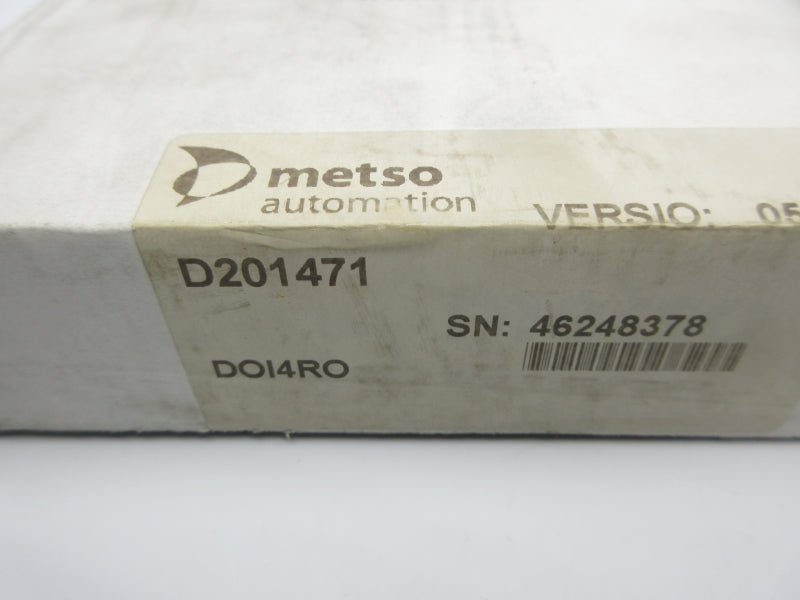 metso
automation
VERSIO: 05
D201471
SN: 46248378
DOI4RO